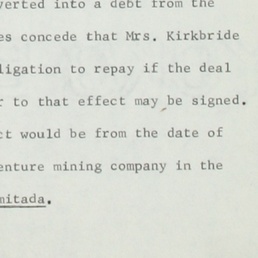 verted into a debt from the
es concede that Mrs. Kirkbride
ligation to repay if the deal
r to that effect may be signed.
ct would be from the date of
enture mining company in the
mitada.